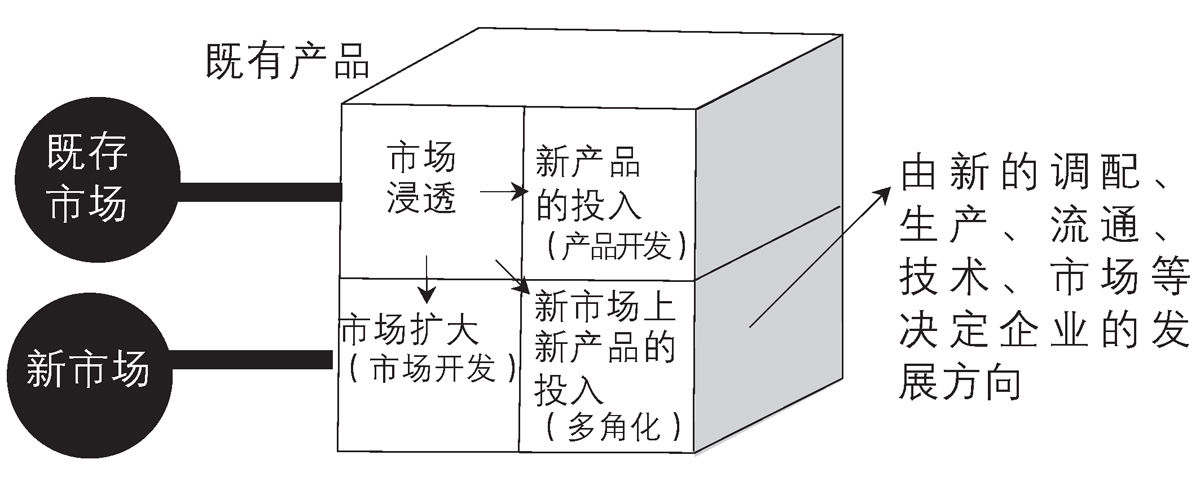 既有产品
既存
市场
市场
浸透
新产品
的投入
(产品开发)
市场扩大
(市场开发)
新市场上
新产品的
投入
(多角化)
新市场
由新的调配、
生产、流通、
技术、市场等
决定企业的发
展方向